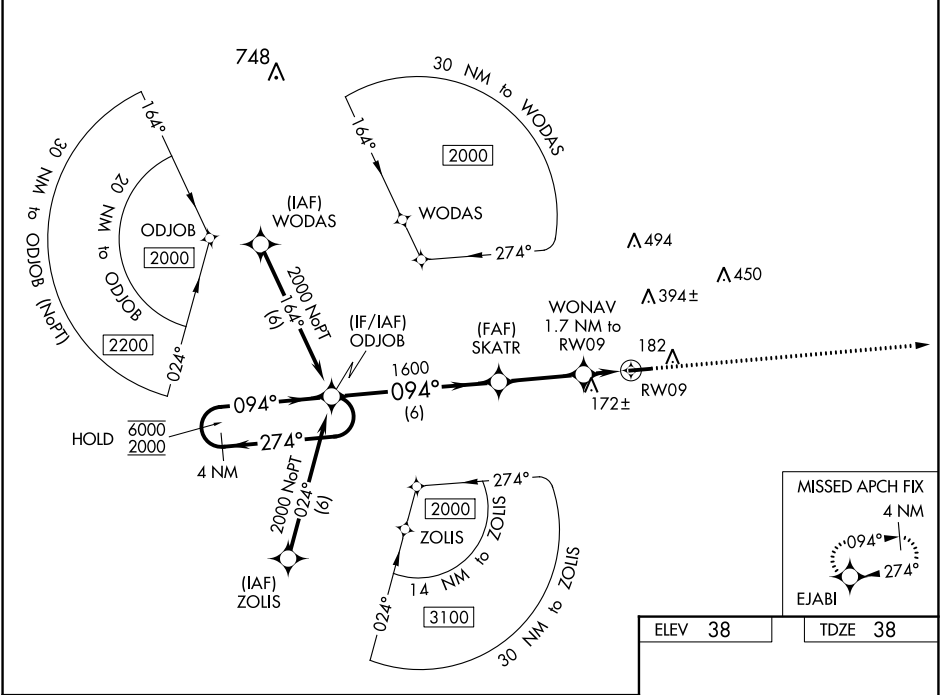 748
30 NM to WODAS
164°
2000
WODAS
274°
164°
30 NM to ODJOB (NoPT)
20 NM to ODJOB
ODJOB
2000
2200
024°
(IAF)
WODAS
2000 NoPT
164°
(6)
494
450
394±
(IF/IAF)
ODJOB
1600
094°
(6)
(FAF)
SKATR
WONAV
1.7 NM to
RW09
182
RW09
172±
094°
274°
HOLD
6000
2000
4 NM
2000 NoPT
024°
(6)
(IAF)
ZOLIS
274°
2000
ZOLIS
14 NM to ZOLIS
024°
3100
30 NM to ZOLIS
MISSED APCH FIX
4 NM
094°
274°
EJABI
ELEV 38
TDZE 38